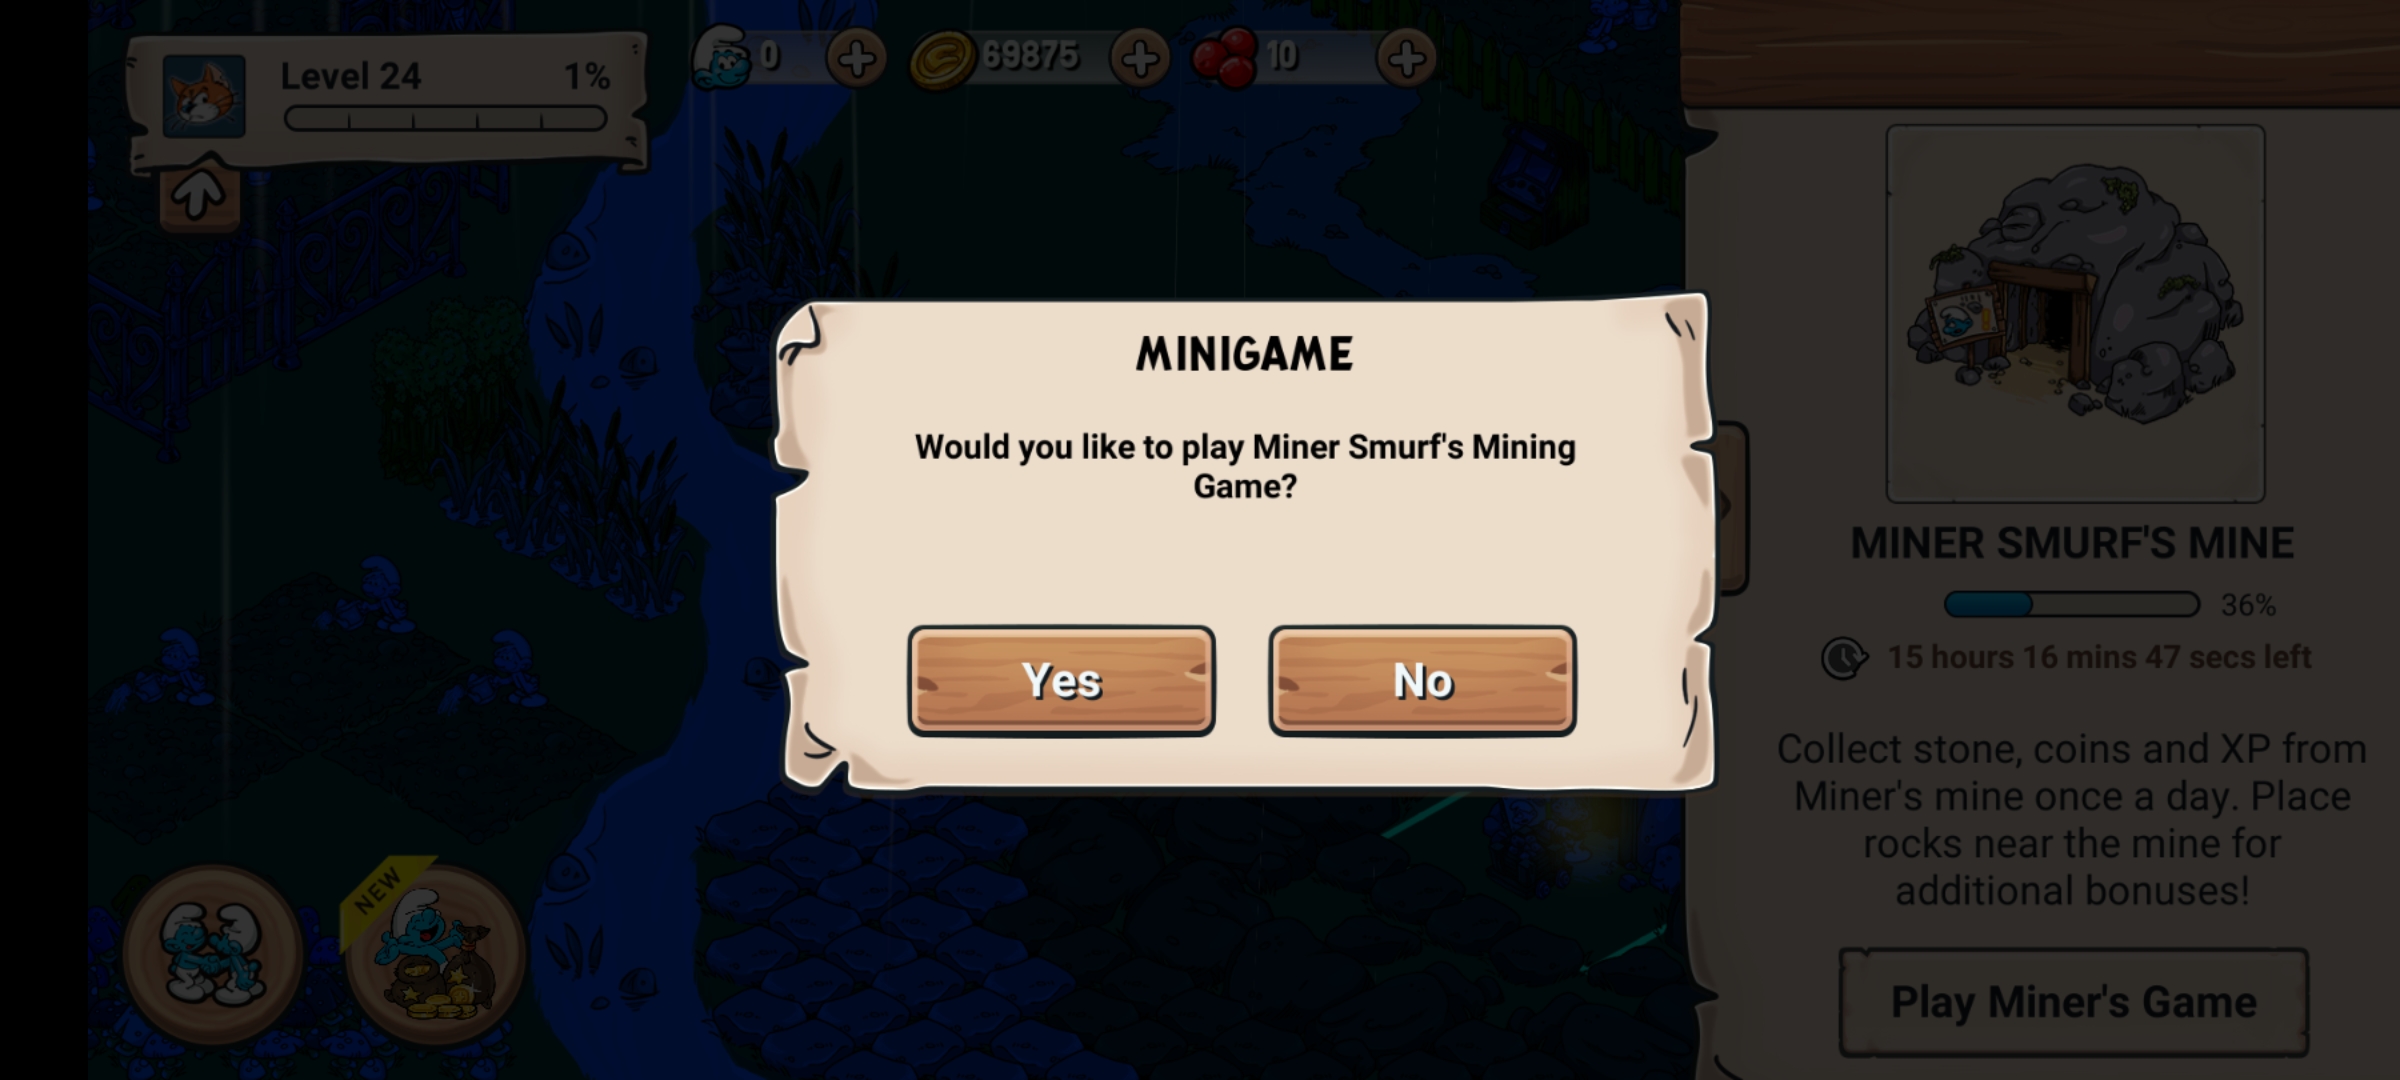 Level 24
1%
0
69875
10
MINIGAME
Would you like to play Miner Smurf's Mining
Game?
Yes
No
MINER SMURF'S MINE
36%
15 hours 16 mins 47 secs left
Collect stone, coins and XP from
Miner's mine once a day. Place
rocks near the mine for
additional bonuses!
Play Miner's Game
NEW